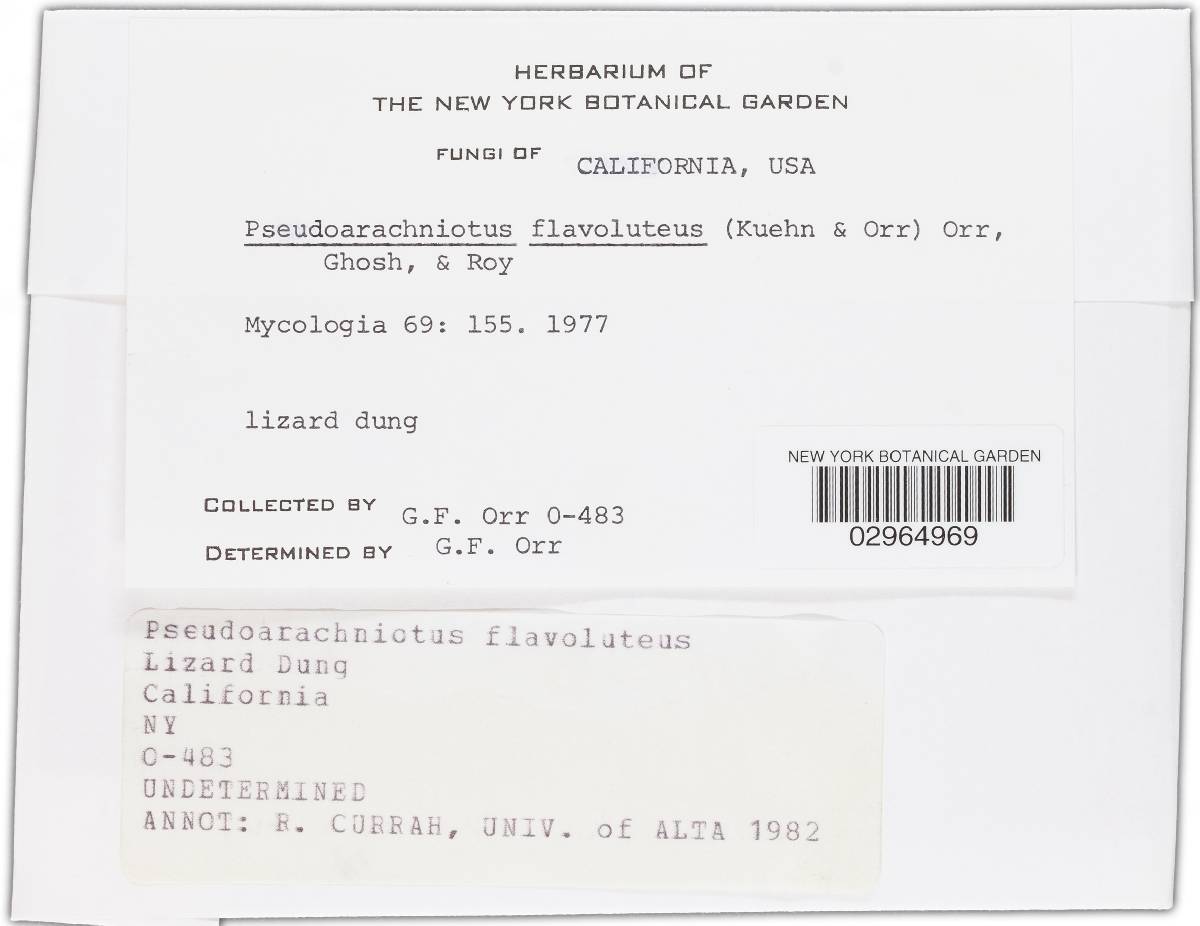 HERBARIUM OF
THE NEW YORK BOTANICAL GARDEN
FUNGI OF CALIFORNIA, USA
Pseudoarachniotus flavoluteus (Kuehn & Orr) Orr,
Ghosh, & Roy
Mycologia 69: 155. 1977
lizard dung
NEW YORK BOTANICAL GARDEN
02964969
COLLECTED BY G.F. Orr O-483
DETERMINED BY G.F. Orr
Pseudoarachniotus flavoluteus
Lizard Dung
California
NY
O-483
UNDETERMINED
ANNOT: R. CURRAH, UNIV. of ALTA 1982